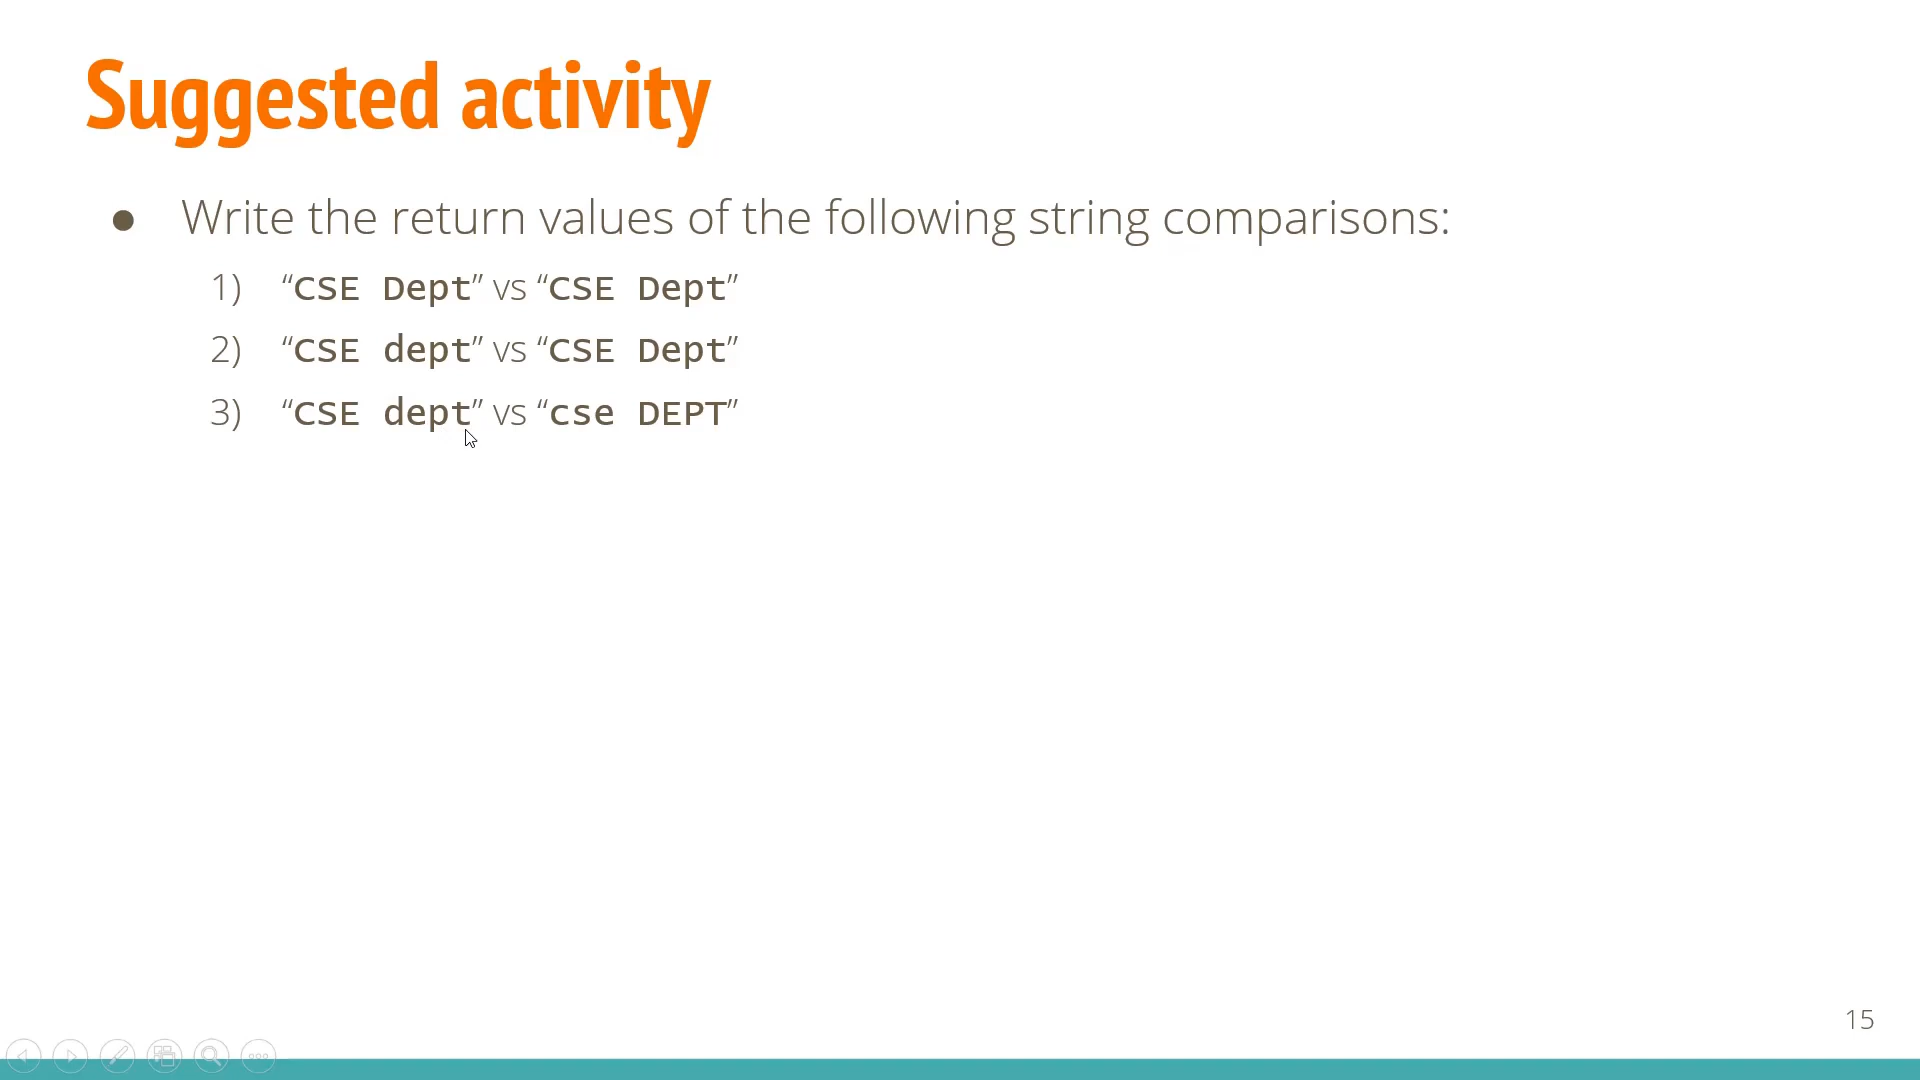 Suggested activity
● Write the return values of the following string comparisons:
1) “CSE Dept” vs “CSE Dept”
2) “CSE dept” vs “CSE Dept”
3) “CSE dept” vs “cse DEPT”
15